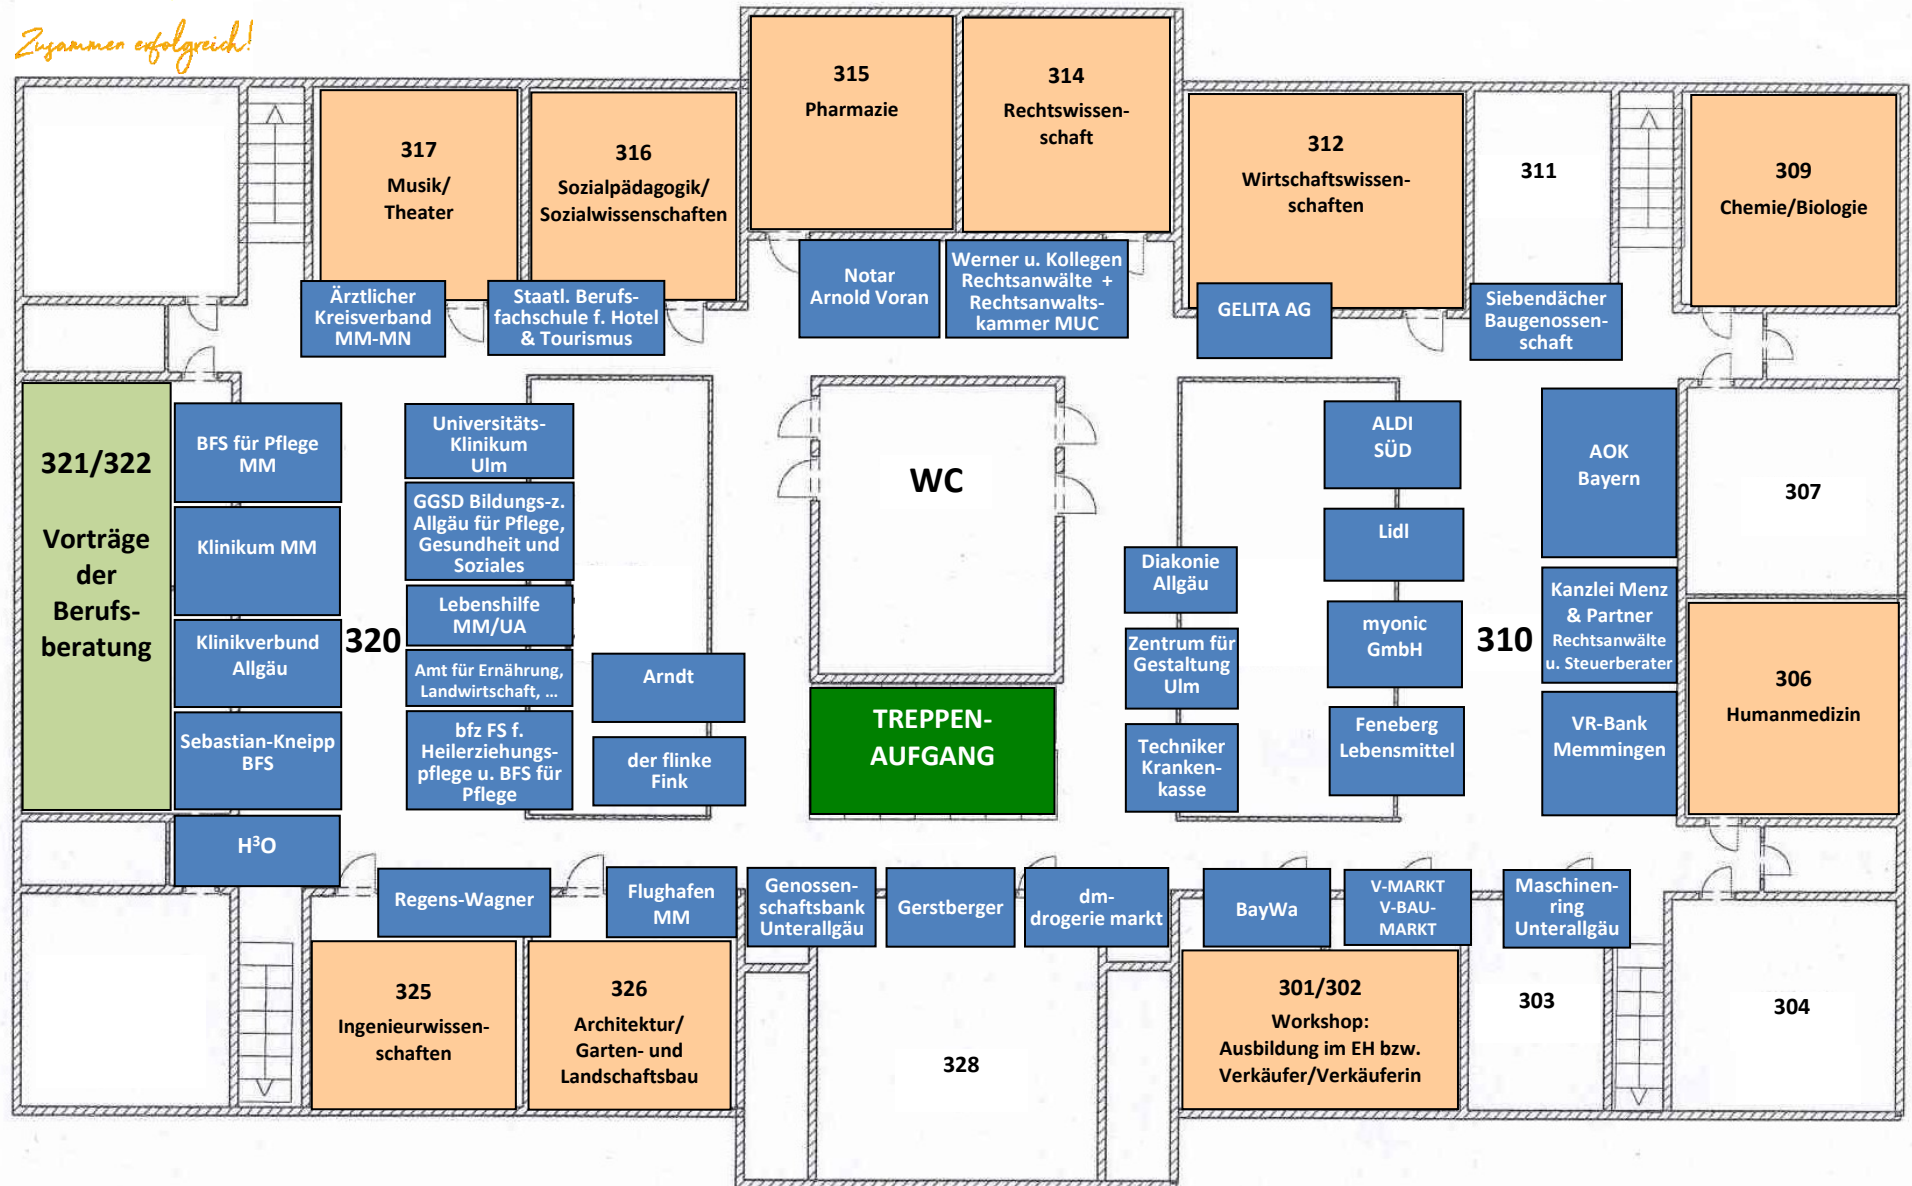 Zusammen erfolgreich!
317
Musik/
Theater
316
Sozialpädagogik/
Sozialwissenschaften
315
Pharmazie
314
Rechtswissen-
schaft
312
Wirtschaftswissen-
schaften
311
309
Chemie/Biologie
Ärztlicher
Kreisverband
MM-MN
Staatl. Berufs-
fachschule f. Hotel
& Tourismus
Notar
Arnold Voran
Werner u. Kollegen
Rechtsanwälte +
Rechtsanwalts-
kammer MUC
GELITA AG
Siebendächer
Baugenossen-
schaft
321/322
Vorträge
der
Berufs-
beratung
BFS für Pflege
MM
Klinikum MM
Klinikverbund
Allgäu
Sebastian-Kneipp
BFS
H³O
320
Universitäts-
Klinikum
Ulm
GGSD Bildungs-z.
Allgäu für Pflege,
Gesundheit und
Soziales
Lebenshilfe
MM/UA
Amt für Ernährung,
Landwirtschaft, ...
bfz FS f.
Heilerziehungs-
pflege u. BFS für
Pflege
Arndt
der flinke
Fink
WC
TREPPEN-
AUFGANG
Diakonie
Allgäu
Zentrum für
Gestaltung
Ulm
Techniker
Kranken-
kasse
ALDI
SÜD
Lidl
myonic
GmbH
Feneberg
Lebensmittel
310
AOK
Bayern
Kanzlei Menz
& Partner
Rechtsanwälte
u. Steuerberater
VR-Bank
Memmingen
307
306
Humanmedizin
Regens-Wagner
Flughafen
MM
Genossen-
schaftsbank
Unterallgäu
Gerstberger
dm-
drogerie markt
BayWa
V-MARKT
V-BAU-
MARKT
Maschinen-
ring
Unterallgäu
325
Ingenieurwissen-
schaften
326
Architektur/
Garten- und
Landschaftsbau
328
301/302
Workshop:
Ausbildung im EH bzw.
Verkäufer/Verkäuferin
303
304